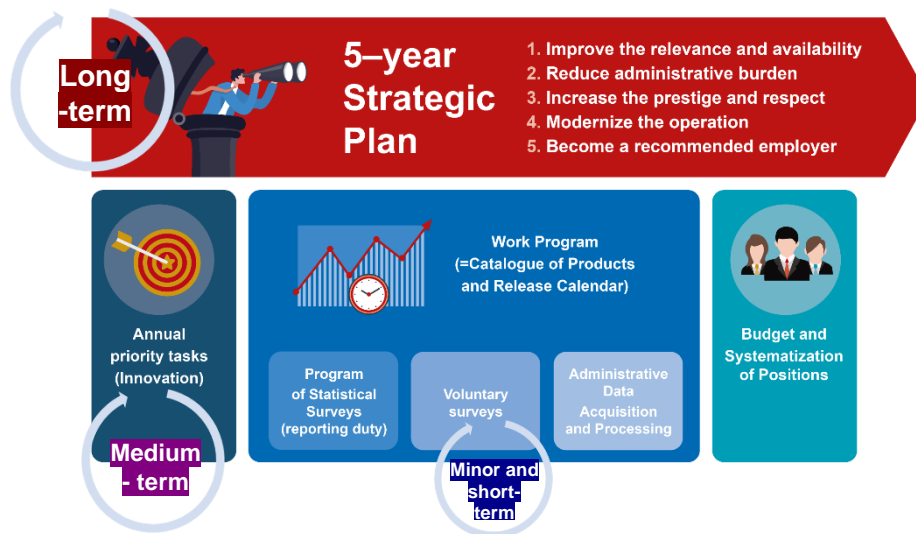 Long
-term
5–year
Strategic
Plan
1. Improve the relevance and availability
2. Reduce administrative burden
3. Increase the prestige and respect
4. Modernize the operation
5. Become a recommended employer
Annual
priority tasks
(Innovation)
Medium
- term
Work Program
(=Catalogue of Products
and Release Calendar)
Program
of Statistical
Surveys
(reporting duty)
Voluntary
surveys
Administrative
Data
Acquisition
and Processing
Minor and
short-
term
Budget and
Systematization
of Positions